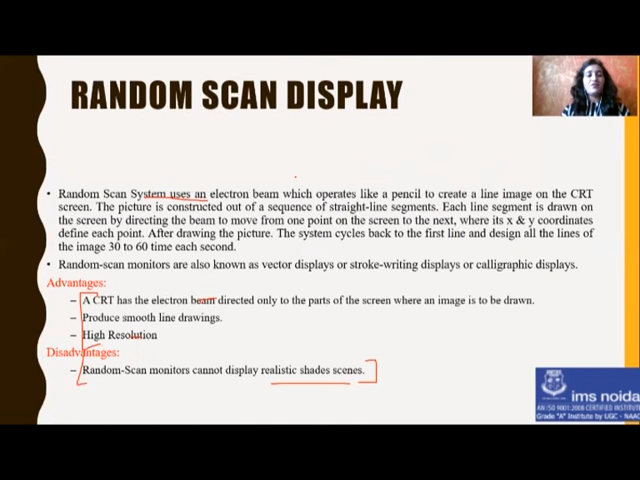 RANDOM SCAN DISPLAY
• Random Scan System uses an electron beam which operates like a pencil to create a line image on the CRT
screen. The picture is constructed out of a sequence of straight-line segments. Each line segment is drawn on
the screen by directing the beam to move from one point on the screen to the next, where its x & y coordinates
define each point. After drawing the picture. The system cycles back to the first line and design all the lines of
the image 30 to 60 time each second.
• Random-scan monitors are also known as vector displays or stroke-writing displays or calligraphic displays.
Advantages:
– A CRT has the electron beam directed only to the parts of the screen where an image is to be drawn.
– Produce smooth line drawings.
– High Resolution
Disadvantages:
– Random-Scan monitors cannot display realistic shades scenes.
ims noida
AN ISO 9001:2008 CERTIFIED INSTITUTE
Grade "A" Institute by UGC - NAAC